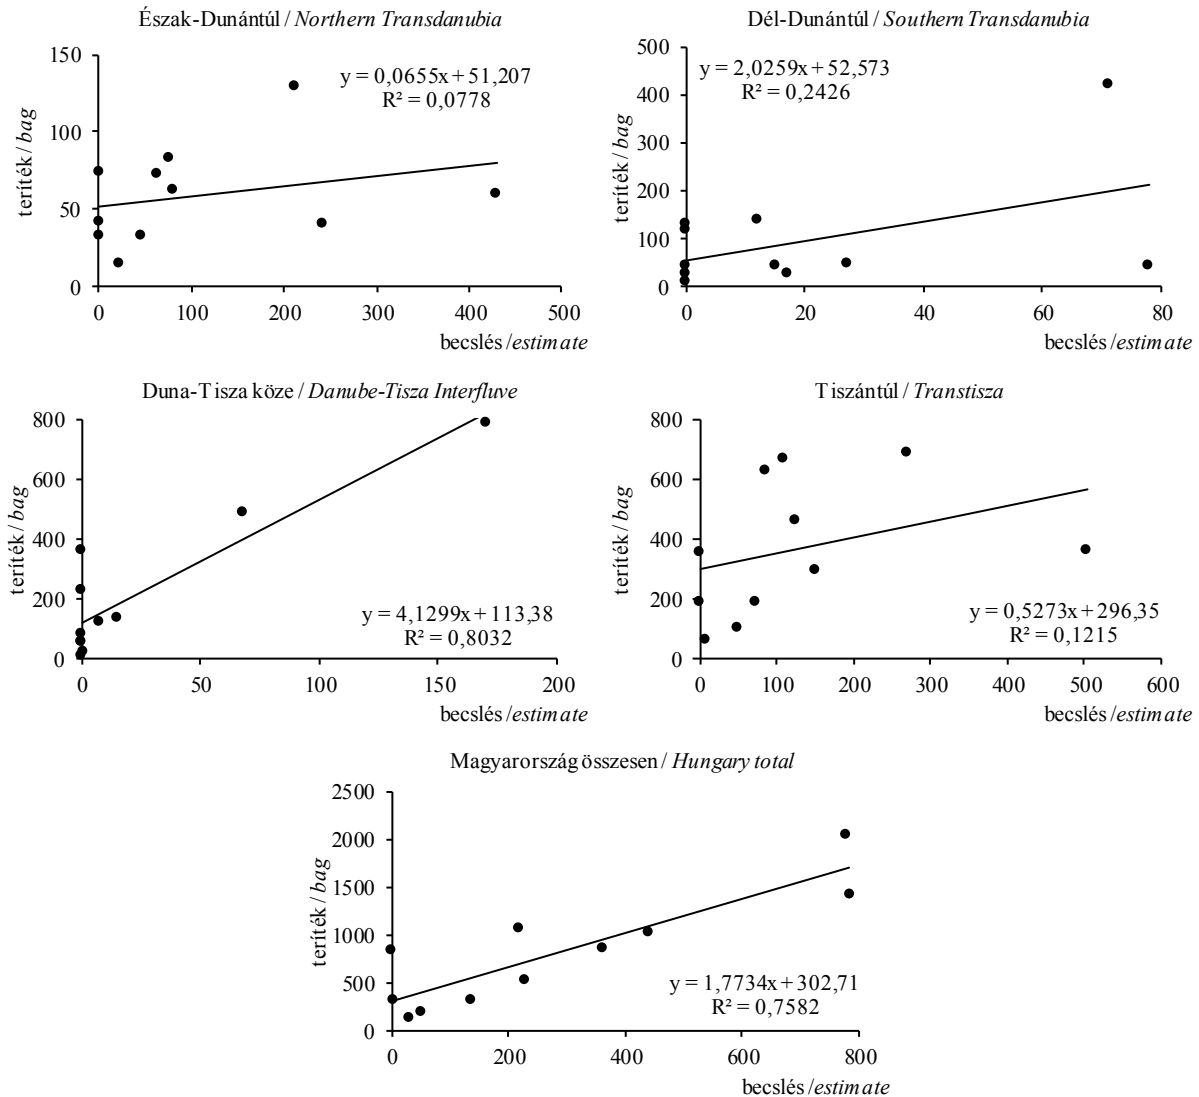 Észak-Dunántúl / Northern Transdanubia
150
100
50
0
teríték / bag
y = 0,0655x + 51,207
R² = 0,0778
0 100 200 300 400 500
becslés /estimate
Dél-Dunántúl / Southern Transdanubia
500
400
300
200
100
0
teríték / bag
y = 2,0259x + 52,573
R² = 0,2426
0 20 40 60 80
becslés /estimate
Duna-Tisza köze / Danube-Tisza Interfluve
800
600
400
200
0
teríték / bag
y = 4,1299x + 113,38
R² = 0,8032
0 50 100 150 200
becslés /estimate
Tiszántúl / Transtisza
800
600
400
200
0
teríték / bag
y = 0,5273x + 296,35
R² = 0,1215
0 100 200 300 400 500 600
becslés /estimate
Magyarország összesen / Hungary total
2500
2000
1500
1000
500
0
teríték / bag
y = 1,7734x + 302,71
R² = 0,7582
0 200 400 600 800
becslés /estimate